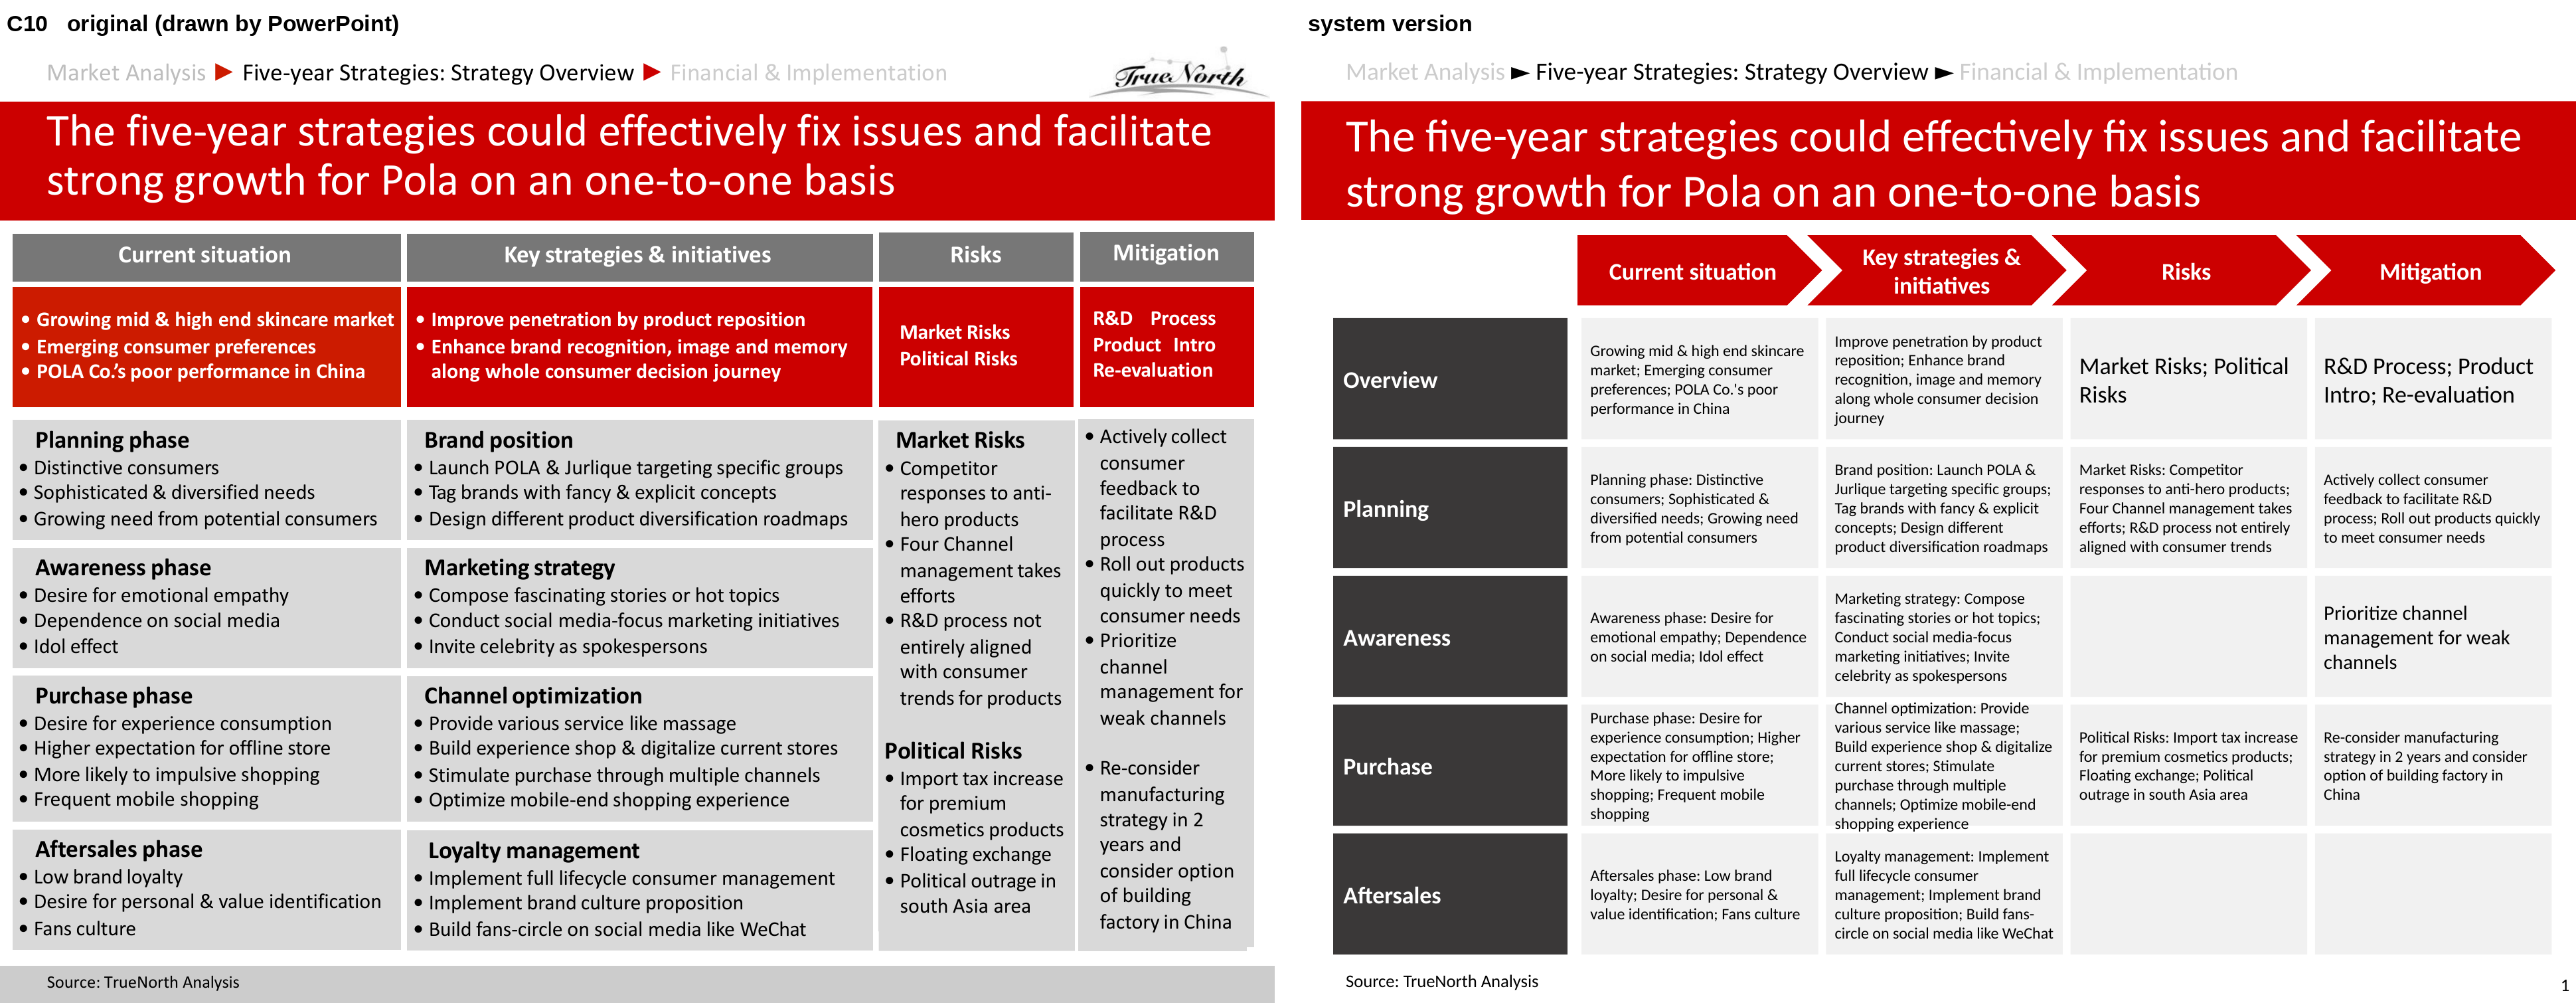 C10 original (drawn by PowerPoint)
Market Analysis ► Five-year Strategies: Strategy Overview ► Financial & Implementation
TrueNorth
The five-year strategies could effectively fix issues and facilitate
strong growth for Pola on an one-to-one basis
Current situation
Key strategies & initiatives
Risks
Mitigation
• Growing mid & high end skincare market
• Emerging consumer preferences
• POLA Co.'s poor performance in China
• Improve penetration by product reposition
• Enhance brand recognition, image and memory
along whole consumer decision journey
Market Risks
Political Risks
R&D Process
Product Intro
Re-evaluation
Planning phase
• Distinctive consumers
• Sophisticated & diversified needs
• Growing need from potential consumers
Brand position
• Launch POLA & Jurlique targeting specific groups
• Tag brands with fancy & explicit concepts
• Design different product diversification roadmaps
Awareness phase
• Desire for emotional empathy
• Dependence on social media
• Idol effect
Marketing strategy
• Compose fascinating stories or hot topics
• Conduct social media-focus marketing initiatives
• Invite celebrity as spokespersons
Purchase phase
• Desire for experience consumption
• Higher expectation for offline store
• More likely to impulsive shopping
• Frequent mobile shopping
Channel optimization
• Provide various service like massage
• Build experience shop & digitalize current stores
• Stimulate purchase through multiple channels
• Optimize mobile-end shopping experience
Aftersales phase
• Low brand loyalty
• Desire for personal & value identification
• Fans culture
Loyalty management
• Implement full lifecycle consumer management
• Implement brand culture proposition
• Build fans-circle on social media like WeChat
Market Risks
• Competitor
responses to anti-
hero products
• Four Channel
management takes
efforts
• R&D process not
entirely aligned
with consumer
trends for products
Political Risks
• Import tax increase
for premium
cosmetics products
• Floating exchange
• Political outrage in
south Asia area
• Actively collect
consumer
feedback to
facilitate R&D
process
• Roll out products
quickly to meet
consumer needs
• Prioritize
channel
management for
weak channels
• Re-consider
manufacturing
strategy in 2
years and
consider option
of building
factory in China
Source: TrueNorth Analysis
system version
Market Analysis ► Five-year Strategies: Strategy Overview ► Financial & Implementation
The five-year strategies could effectively fix issues and facilitate
strong growth for Pola on an one-to-one basis
Current situation
Key strategies &
initiatives
Risks
Mitigation
Overview
Growing mid & high end skincare
market; Emerging consumer
preferences; POLA Co.'s poor
performance in China
Improve penetration by product
reposition; Enhance brand
recognition, image and memory
along whole consumer decision
journey
Market Risks; Political
Risks
R&D Process; Product
Intro; Re-evaluation
Planning
Planning phase: Distinctive
consumers; Sophisticated &
diversified needs; Growing need
from potential consumers
Brand position: Launch POLA &
Jurlique targeting specific groups;
Tag brands with fancy & explicit
concepts; Design different
product diversification roadmaps
Market Risks: Competitor
responses to anti-hero products;
Four Channel management takes
efforts; R&D process not entirely
aligned with consumer trends
Actively collect consumer
feedback to facilitate R&D
process; Roll out products quickly
to meet consumer needs
Awareness
Awareness phase: Desire for
emotional empathy; Dependence
on social media; Idol effect
Marketing strategy: Compose
fascinating stories or hot topics;
Conduct social media-focus
marketing initiatives; Invite
celebrity as spokespersons
Prioritize channel
management for weak
channels
Purchase
Purchase phase: Desire for
experience consumption; Higher
expectation for offline store;
More likely to impulsive
shopping; Frequent mobile
shopping
Channel optimization: Provide
various service like massage;
Build experience shop & digitalize
current stores; Stimulate
purchase through multiple
channels; Optimize mobile-end
shopping experience
Political Risks: Import tax increase
for premium cosmetics products;
Floating exchange; Political
outrage in south Asia area
Re-consider manufacturing
strategy in 2 years and consider
option of building factory in
China
Aftersales
Aftersales phase: Low brand
loyalty; Desire for personal &
value identification; Fans culture
Loyalty management: Implement
full lifecycle consumer
management; Implement brand
culture proposition; Build fans-
circle on social media like WeChat
Source: TrueNorth Analysis
1